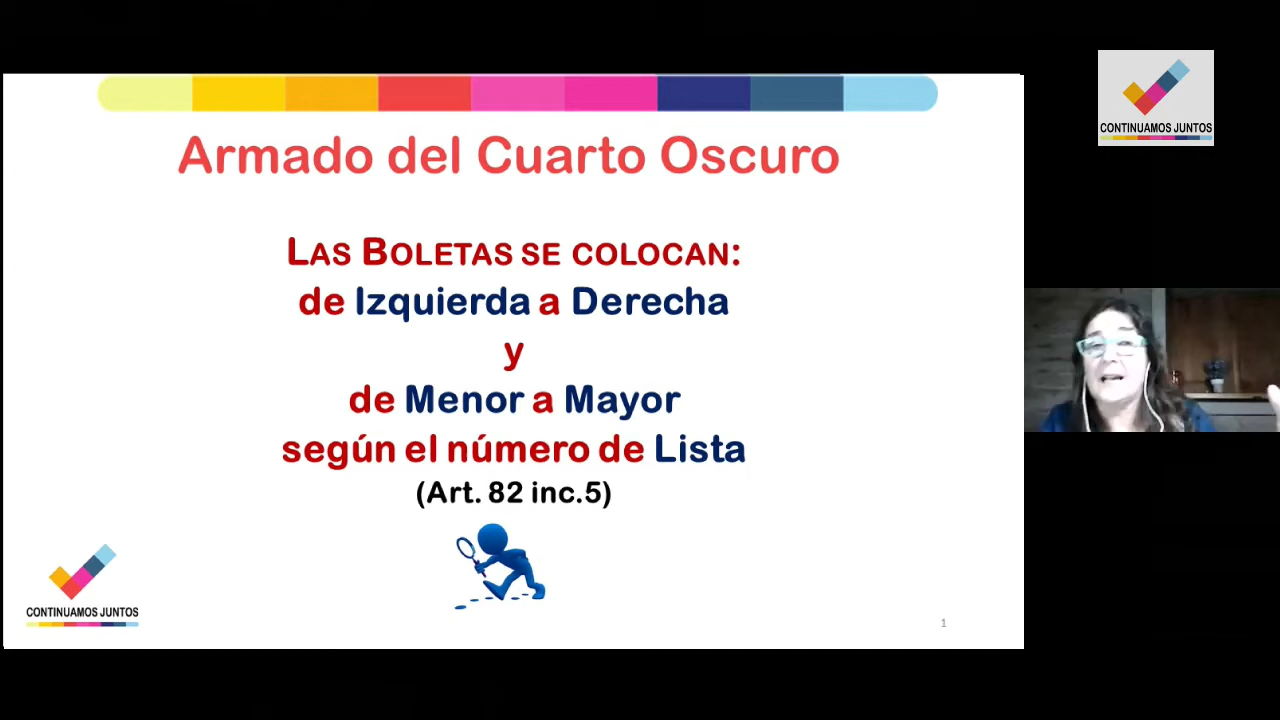 Armado del Cuarto Oscuro
LAS BOLETAS SE COLOCAN:
de Izquierda a Derecha
y
de Menor a Mayor
según el número de Lista
(Art. 82 inc.5)
CONTINUAMOS JUNTOS
1
CONTINUAMOS JUNTOS